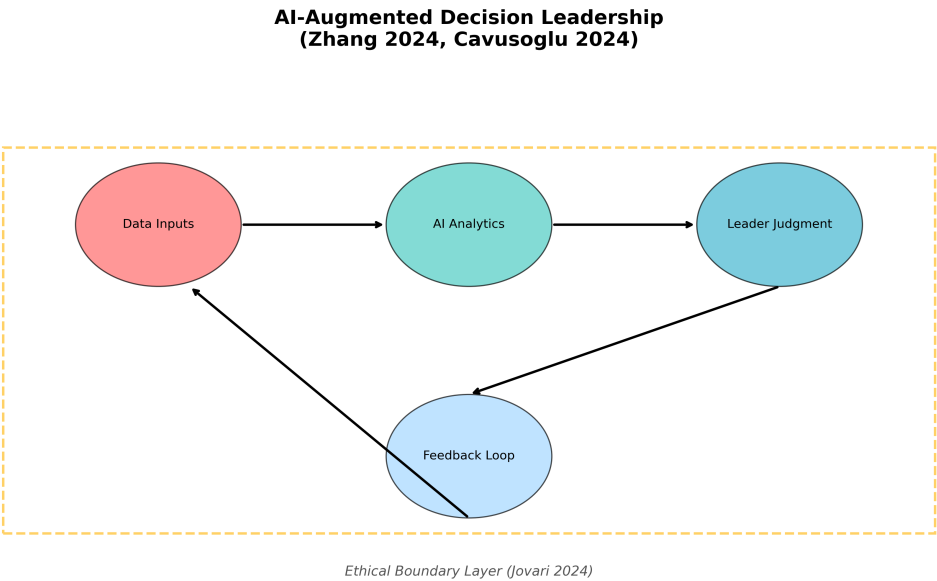 AI-Augmented Decision Leadership
(Zhang 2024, Cavusoglu 2024)
Data Inputs
AI Analytics
Leader Judgment
Feedback Loop
Ethical Boundary Layer (Jovari 2024)